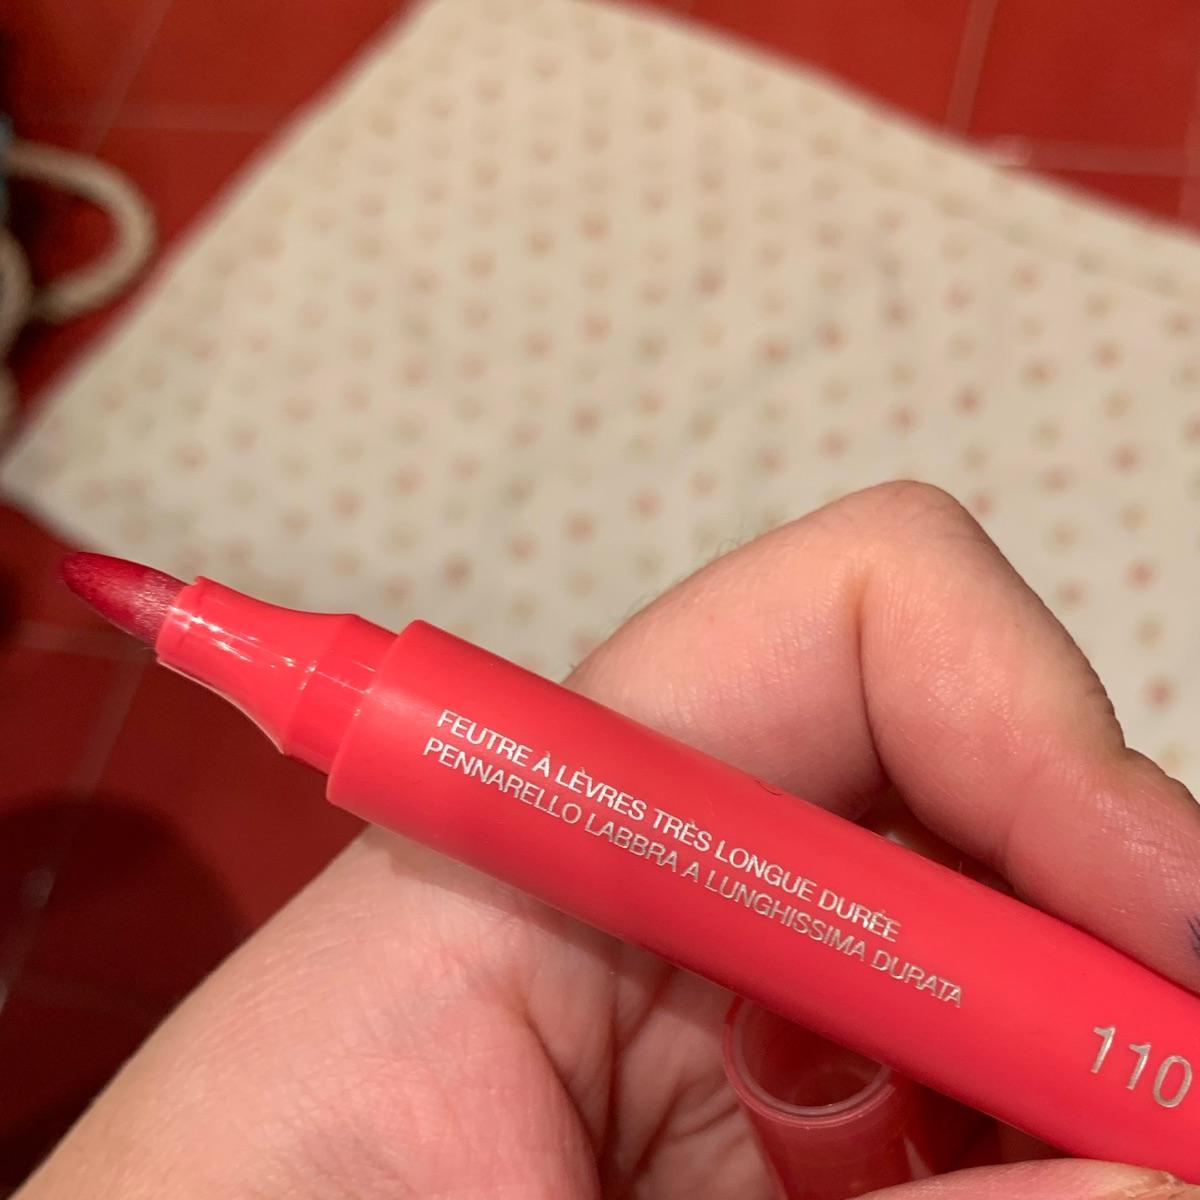 FEUTRE À LÈVRES TRÈS LONGUE DURÉE
PENNARELLO LABBRA A LUNGHISSIMA DURATA
110